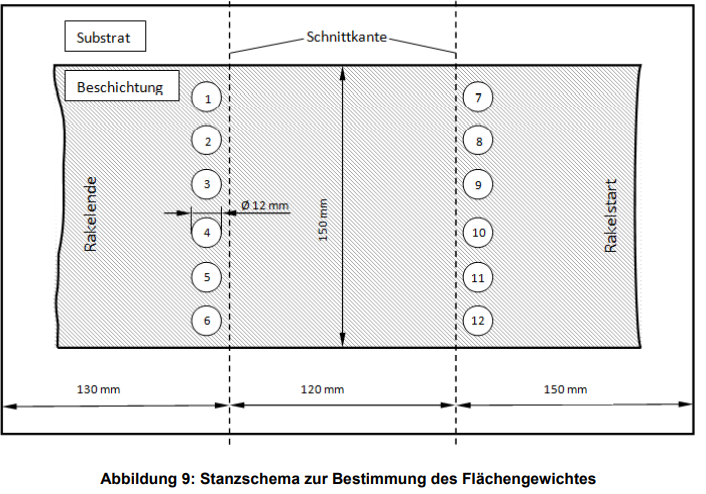 Substrat
Schnittkante
Beschichtung
1
7
2
8
3
9
Rakelende
Ø 12 mm
150 mm
Rakelstart
4
10
5
11
6
12
130 mm
120 mm
150 mm
Abbildung 9: Stanzschema zur Bestimmung des Flächengewichtes